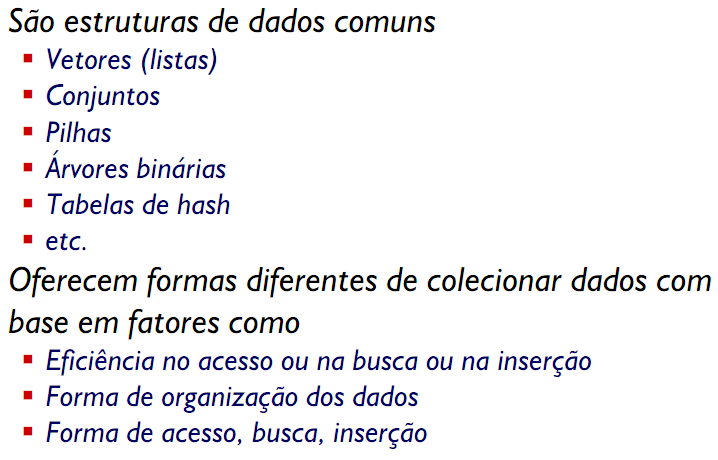 São estruturas de dados comuns
▪ Vetores (listas)
▪ Conjuntos
▪ Pilhas
▪ Árvores binárias
▪ Tabelas de hash
▪ etc.
Oferecem formas diferentes de colecionar dados com
base em fatores como
▪ Eficiência no acesso ou na busca ou na inserção
▪ Forma de organização dos dados
▪ Forma de acesso, busca, inserção